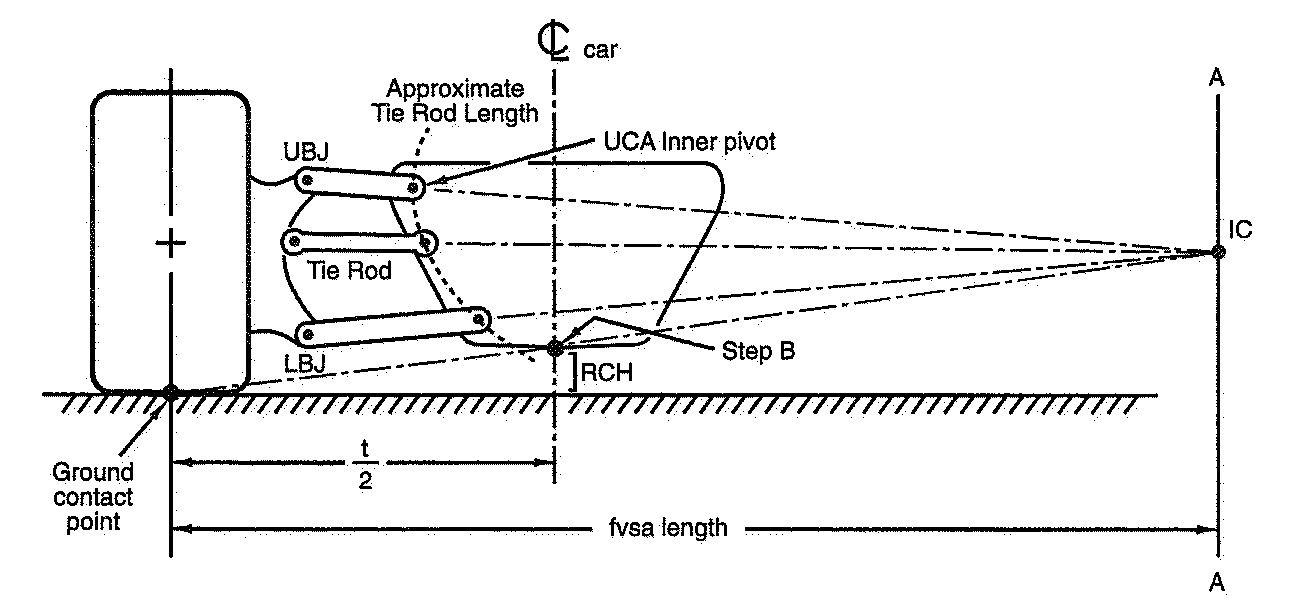 ℄ car
A
Approximate
Tie Rod Length
UCA Inner pivot
UBJ
IC
Tie Rod
Step B
LBJ
RCH
t
2
Ground
contact
point
fvsa length
A